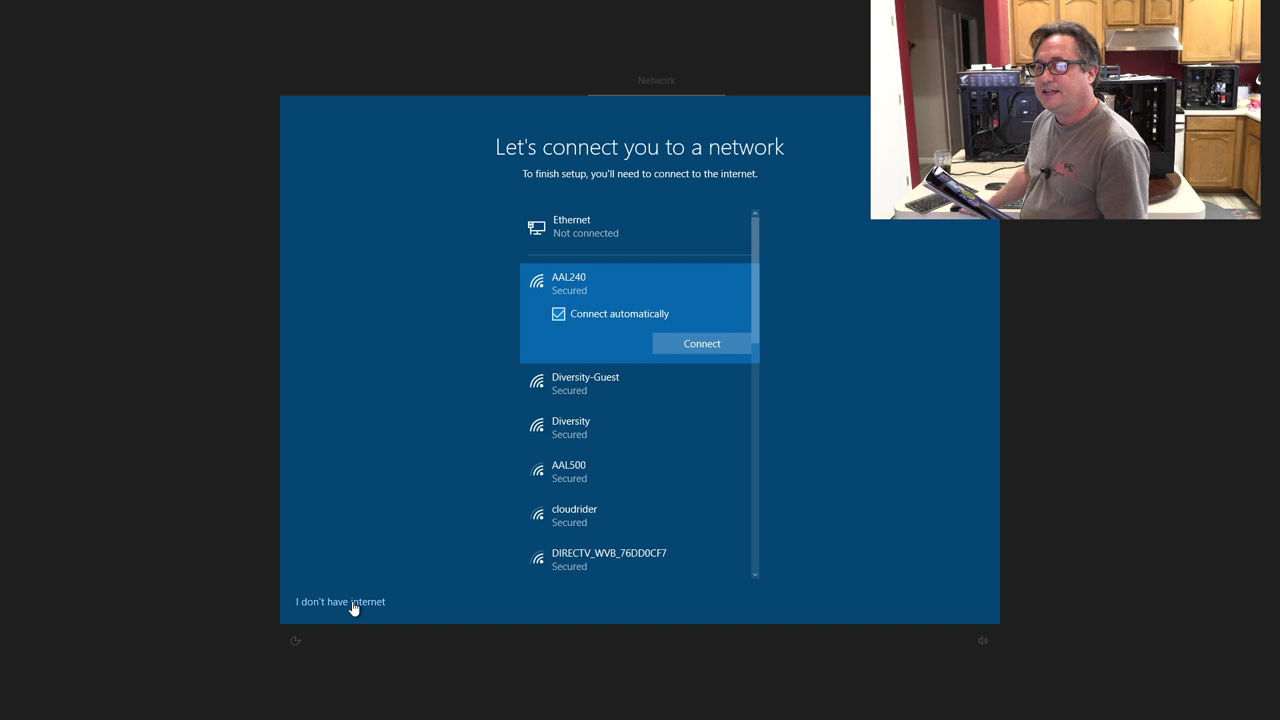 Network
Let's connect you to a network
To finish setup, you'll need to connect to the internet.
Ethernet
Not connected
AAL240
Secured
Connect automatically
Connect
Diversity-Guest
Secured
Diversity
Secured
AAL500
Secured
cloudrider
Secured
DIRECTV_WVB_76DD0CF7
Secured
I don't have internet